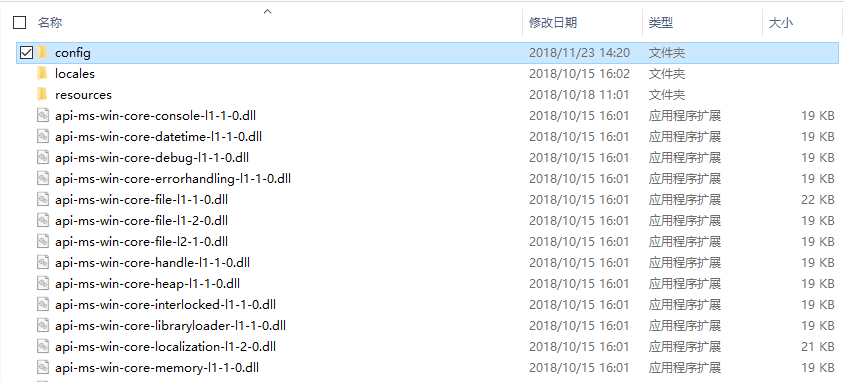 名称 修改日期 类型 大小
config 2018/11/23 14:20 文件夹
locales 2018/10/15 16:02 文件夹
resources 2018/10/18 11:01 文件夹
api-ms-win-core-console-l1-1-0.dll 2018/10/15 16:01 应用程序扩展 19 KB
api-ms-win-core-datetime-l1-1-0.dll 2018/10/15 16:01 应用程序扩展 19 KB
api-ms-win-core-debug-l1-1-0.dll 2018/10/15 16:01 应用程序扩展 19 KB
api-ms-win-core-errorhandling-l1-1-0.dll 2018/10/15 16:01 应用程序扩展 19 KB
api-ms-win-core-file-l1-1-0.dll 2018/10/15 16:01 应用程序扩展 22 KB
api-ms-win-core-file-l1-2-0.dll 2018/10/15 16:01 应用程序扩展 19 KB
api-ms-win-core-file-l2-1-0.dll 2018/10/15 16:01 应用程序扩展 19 KB
api-ms-win-core-handle-l1-1-0.dll 2018/10/15 16:01 应用程序扩展 19 KB
api-ms-win-core-heap-l1-1-0.dll 2018/10/15 16:01 应用程序扩展 19 KB
api-ms-win-core-interlocked-l1-1-0.dll 2018/10/15 16:01 应用程序扩展 19 KB
api-ms-win-core-libraryloader-l1-1-0.dll 2018/10/15 16:01 应用程序扩展 19 KB
api-ms-win-core-localization-l1-2-0.dll 2018/10/15 16:01 应用程序扩展 21 KB
api-ms-win-core-memory-l1-1-0.dll 2018/10/15 16:01 应用程序扩展 19 KB